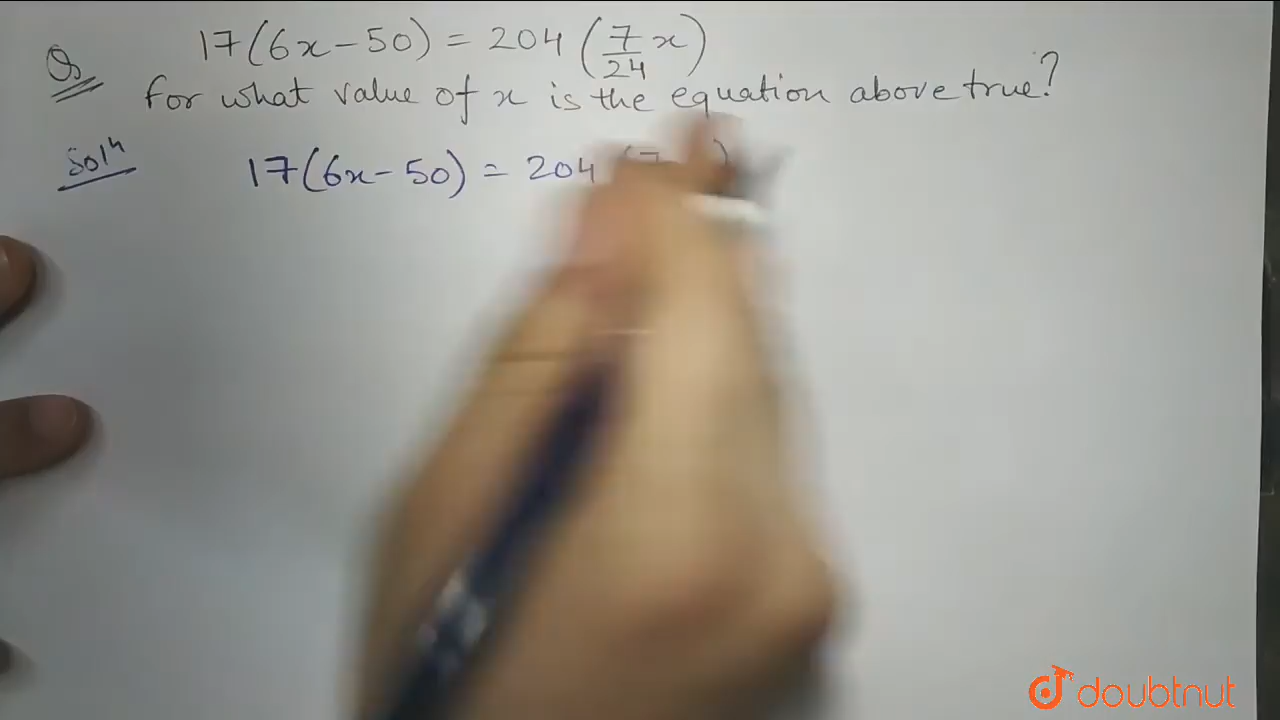 17(6x-50) = 204(7/24 x)
Q
for what value of x is the equation above true?
Solⁿ 17(6x-50) = 204 (7
doubtnut